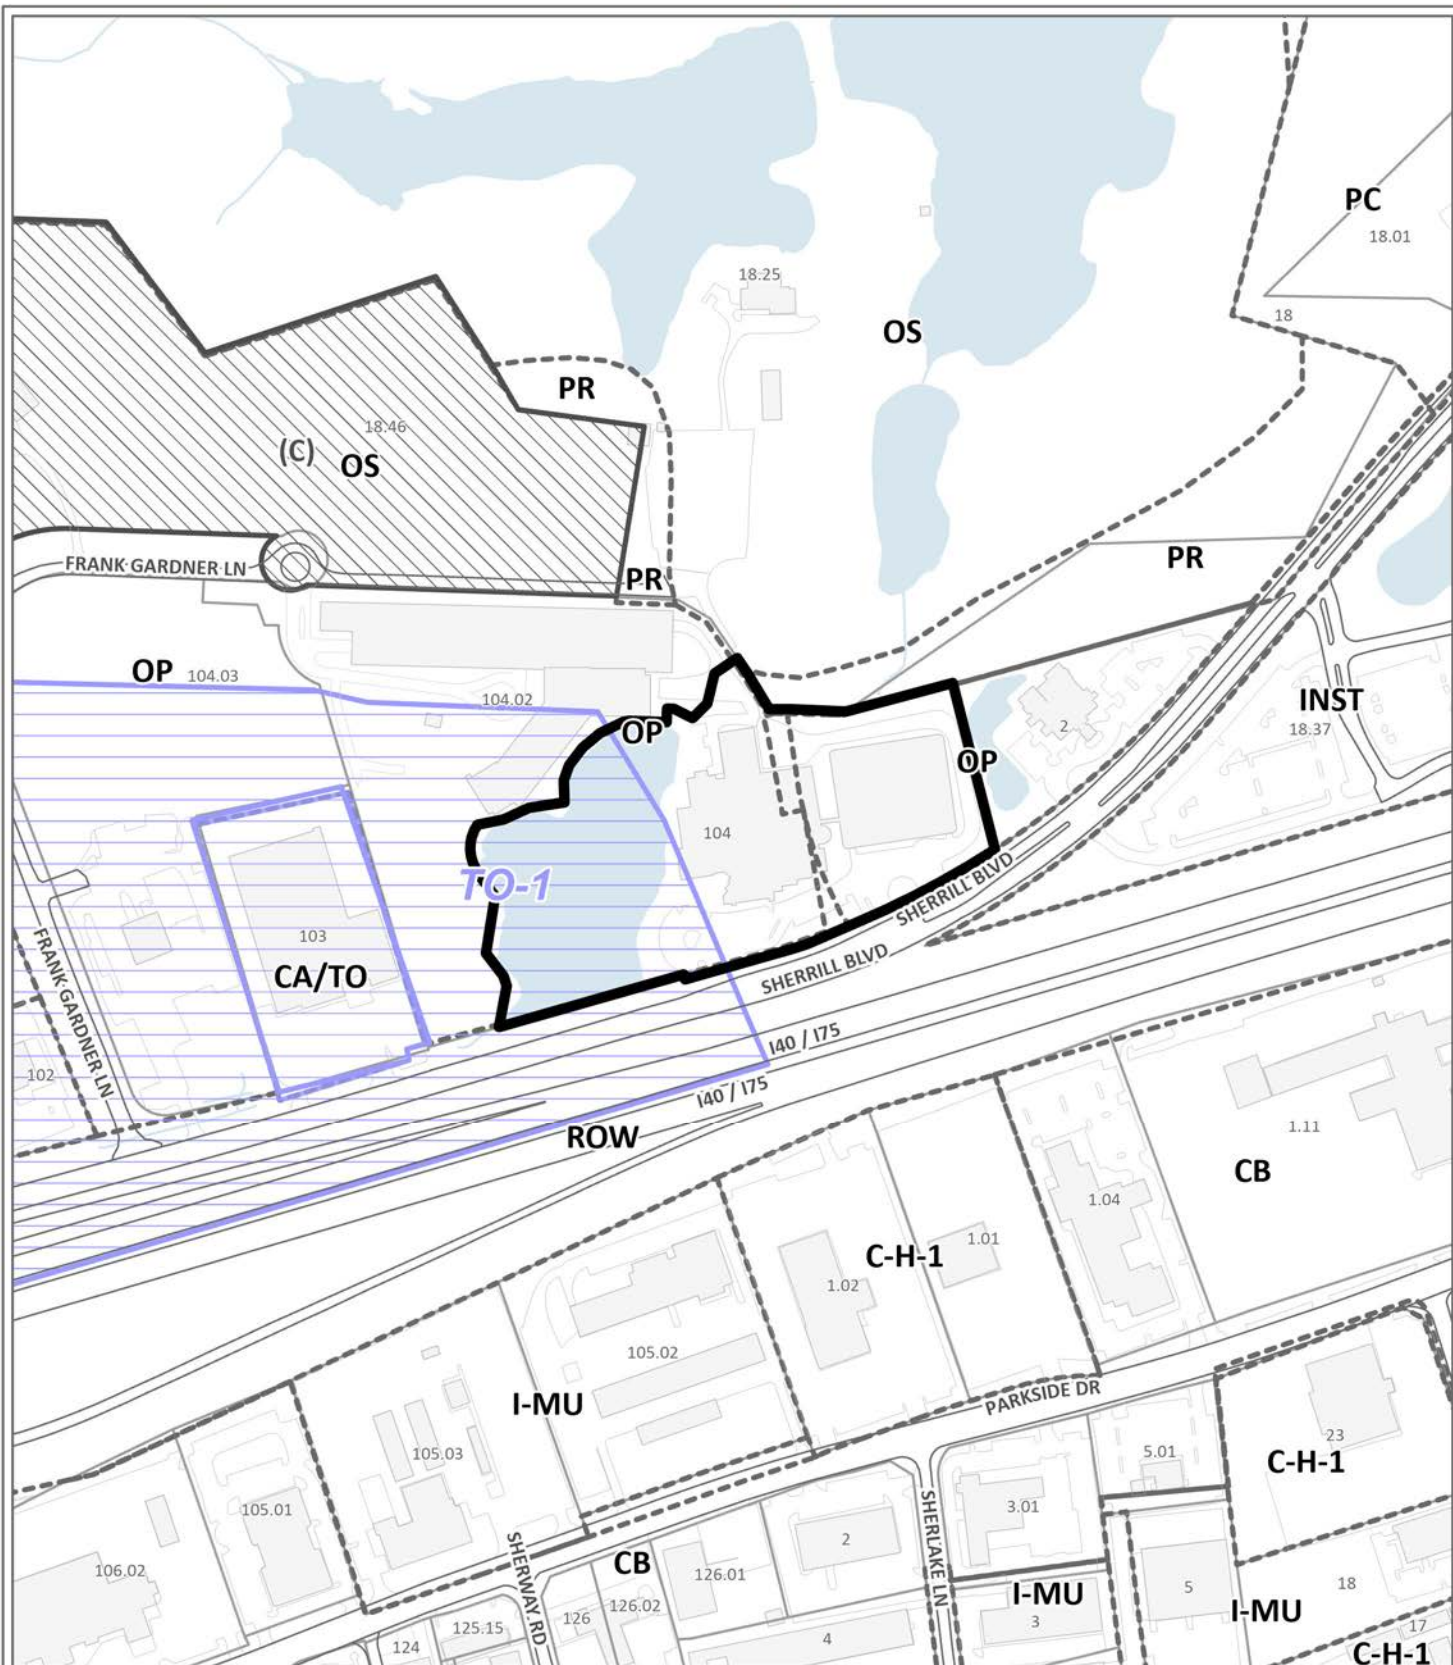 PC
18.01
18.25
18
OS
PR
18.46
(C)
OS
FRANK GARDNER LN
PR
PR
OP
104.03
104.02
INST
18.37
2
OP
OP
104
TO-1
103
CA/TO
FRANK GARDNER LN
SHERRILL BLVD
SHERRILL BLVD
I40 / I75
I40 / I75
102
ROW
1.11
CB
1.04
C-H-1
1.01
1.02
105.02
I-MU
PARKSIDE DR
23
C-H-1
5.01
105.03
105.01
3.01
SHERLAKE LN
2
106.02
SHERWAY RD
CB
126.01
126.02
126
125.15
124
4
I-MU
3
5
I-MU
18
17
C-H-1